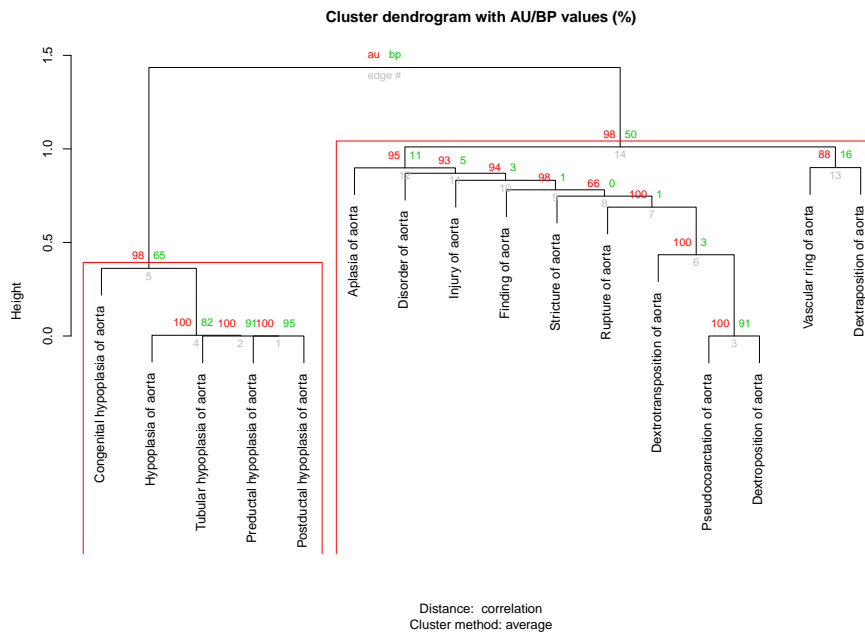 Cluster dendrogram with AU/BP values (%)
au bp
edge #
Height
0.0 0.5 1.0 1.5
98 50
14
95 11
12
93 5
11
94 3
10
98 1
9
66 0
8
100 1
7
88 16
13
100 3
6
98 65
5
100 82
4
100 91
2
100 95
1
100 91
3
Congenital hypoplasia of aorta
Hypoplasia of aorta
Tubular hypoplasia of aorta
Preductal hypoplasia of aorta
Postductal hypoplasia of aorta
Aplasia of aorta
Disorder of aorta
Injury of aorta
Finding of aorta
Stricture of aorta
Rupture of aorta
Dextrotransposition of aorta
Pseudocoarctation of aorta
Dextroposition of aorta
Vascular ring of aorta
Dextraposition of aorta
Distance: correlation
Cluster method: average